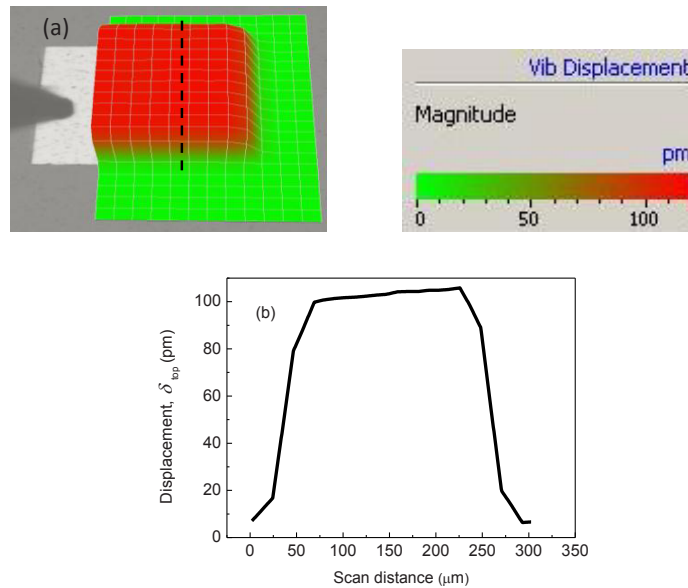 (a)
Vib Displacement
Magnitude
pm
0 50 100
(b)
Displacement, δ top (pm)
100
80
60
40
20
0
0 50 100 150 200 250 300 350
Scan distance (μm)